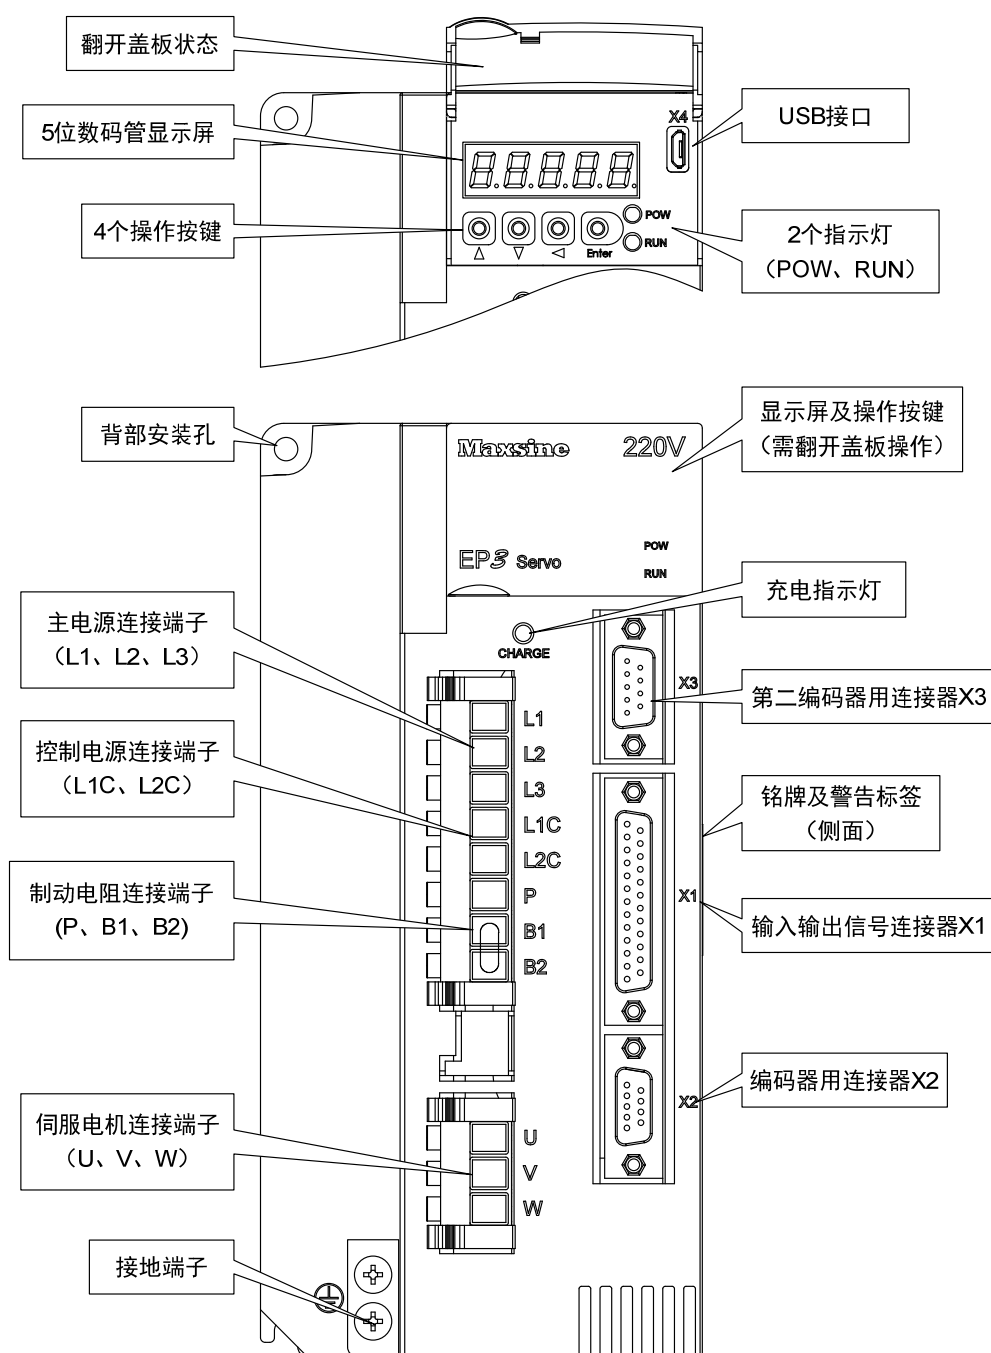 翻开盖板状态
X4
USB接口
5位数码管显示屏
8.8.8.8.8.
4个操作按键
POW
RUN
Enter
2个指示灯
（POW、RUN）
背部安装孔
Maxsine
220V
显示屏及操作按键
（需翻开盖板操作）
EP3 Servo
POW
RUN
充电指示灯
CHARGE
主电源连接端子
（L1、L2、L3）
X3
第二编码器用连接器X3
L1
L2
L3
L1C
L2C
P
B1
B2
控制电源连接端子
（L1C、L2C）
铭牌及警告标签
（侧面）
制动电阻连接端子
(P、B1、B2)
X1
输入输出信号连接器X1
X2
编码器用连接器X2
伺服电机连接端子
（U、V、W）
U
V
W
接地端子